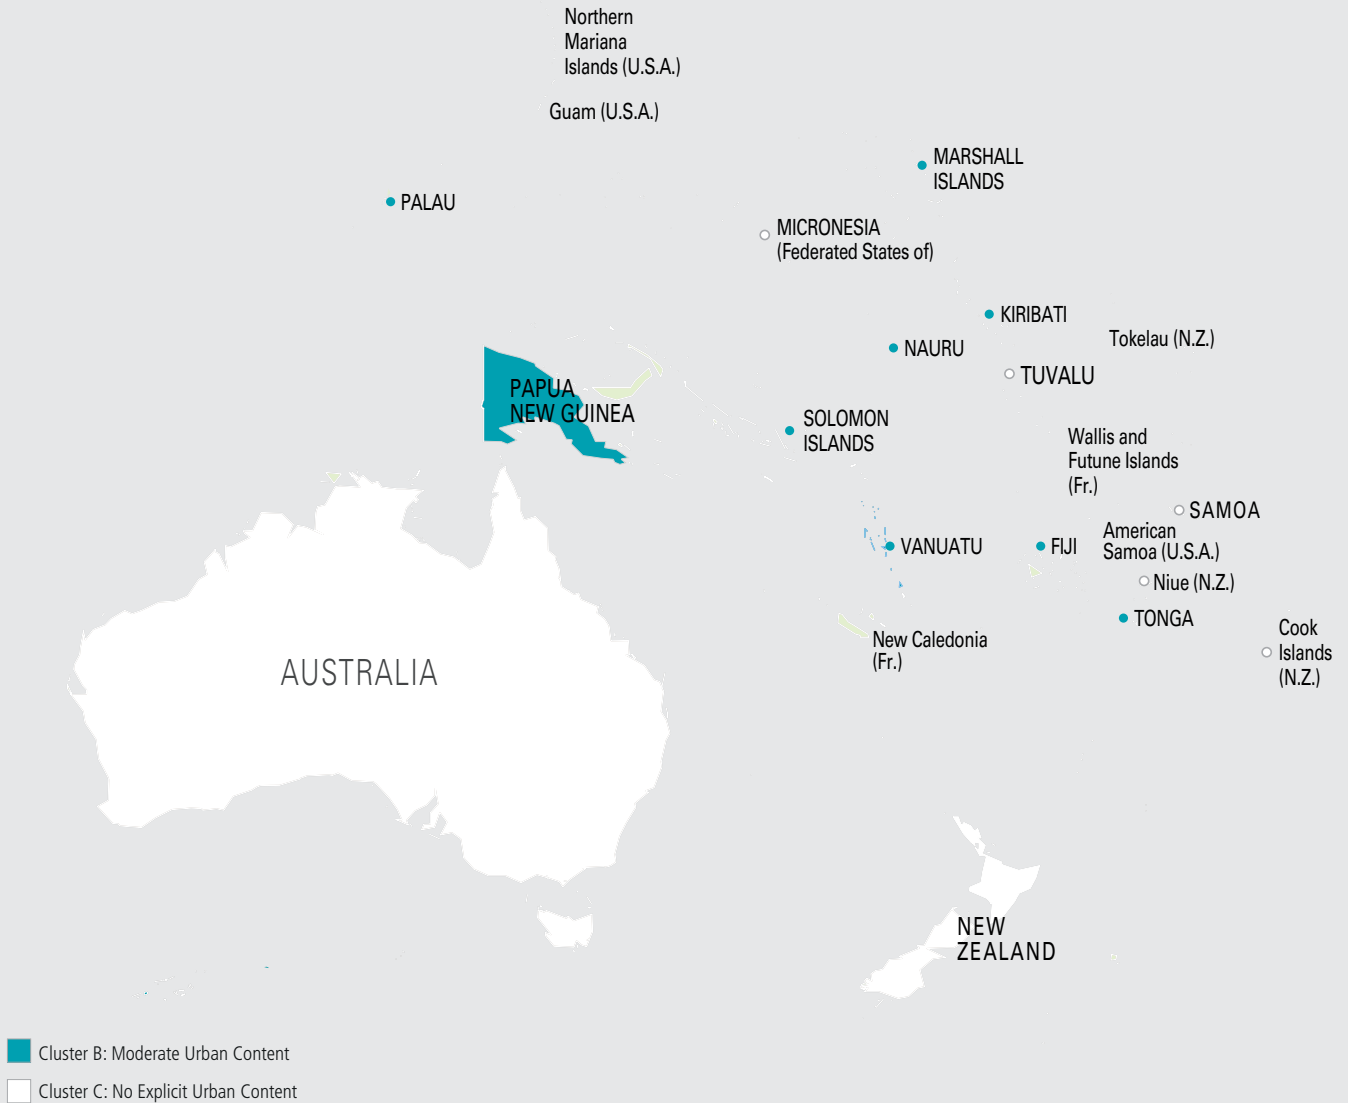 Northern
Mariana
Islands (U.S.A.)
Guam (U.S.A.)
MARSHALL
ISLANDS
PALAU
MICRONESIA
(Federated States of)
KIRIBATI
Tokelau (N.Z.)
NAURU
TUVALU
PAPUA
NEW GUINEA
SOLOMON
ISLANDS
Wallis and
Futune Islands
(Fr.)
SAMOA
American
Samoa (U.S.A.)
VANUATU
FIJI
Niue (N.Z.)
TONGA
Cook
Islands
(N.Z.)
New Caledonia
(Fr.)
AUSTRALIA
NEW
ZEALAND
Cluster B: Moderate Urban Content
Cluster C: No Explicit Urban Content